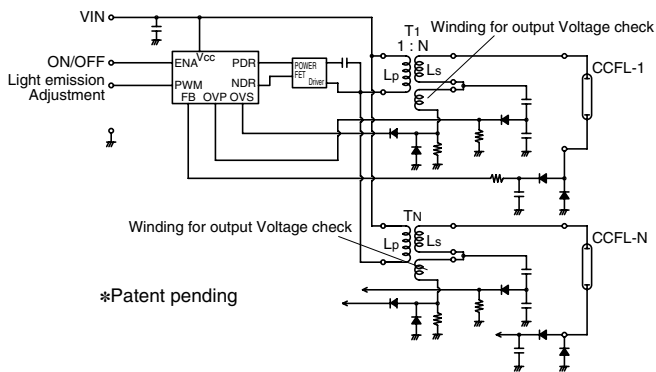 VIN
T1
1 : N
Winding for output Voltage check
ON/OFF
Light emission
Adjustment
ENA
Vcc
PDR
PWM
NDR
FB OVP OVS
POWER
FET
Driver
Lp
Ls
CCFL-1
TN
Winding for output Voltage check
Lp
Ls
CCFL-N
*Patent pending